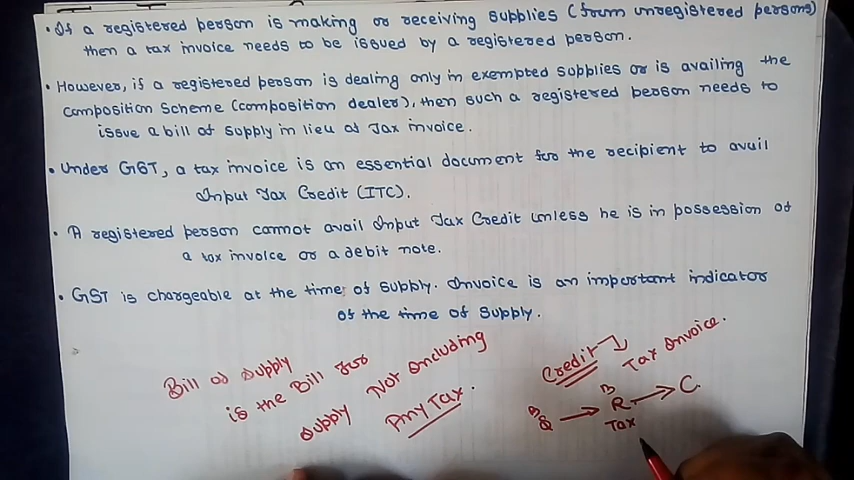 • If a registered person is making or receiving supplies (from unregistered persons)
then a tax invoice needs to be issued by a registered person.
• However, if a registered person is dealing only in exempted supplies or is availing the
composition scheme (composition dealer), then such a registered person needs to
issue a bill of supply in lieu of Tax invoice.
• Under GST, a tax invoice is an essential document for the recipient to avail
Input Tax Credit (ITC).
• A registered person cannot avail Input Tax Credit unless he is in possession of
a tax invoice or a debit note.
• GST is chargeable at the time of supply. Invoice is an important indicator
of the time of supply.
Bill of supply
is the Bill for
supply Not Including
Any Tax.
Credit
Tax Invoice.
B R C
Tax